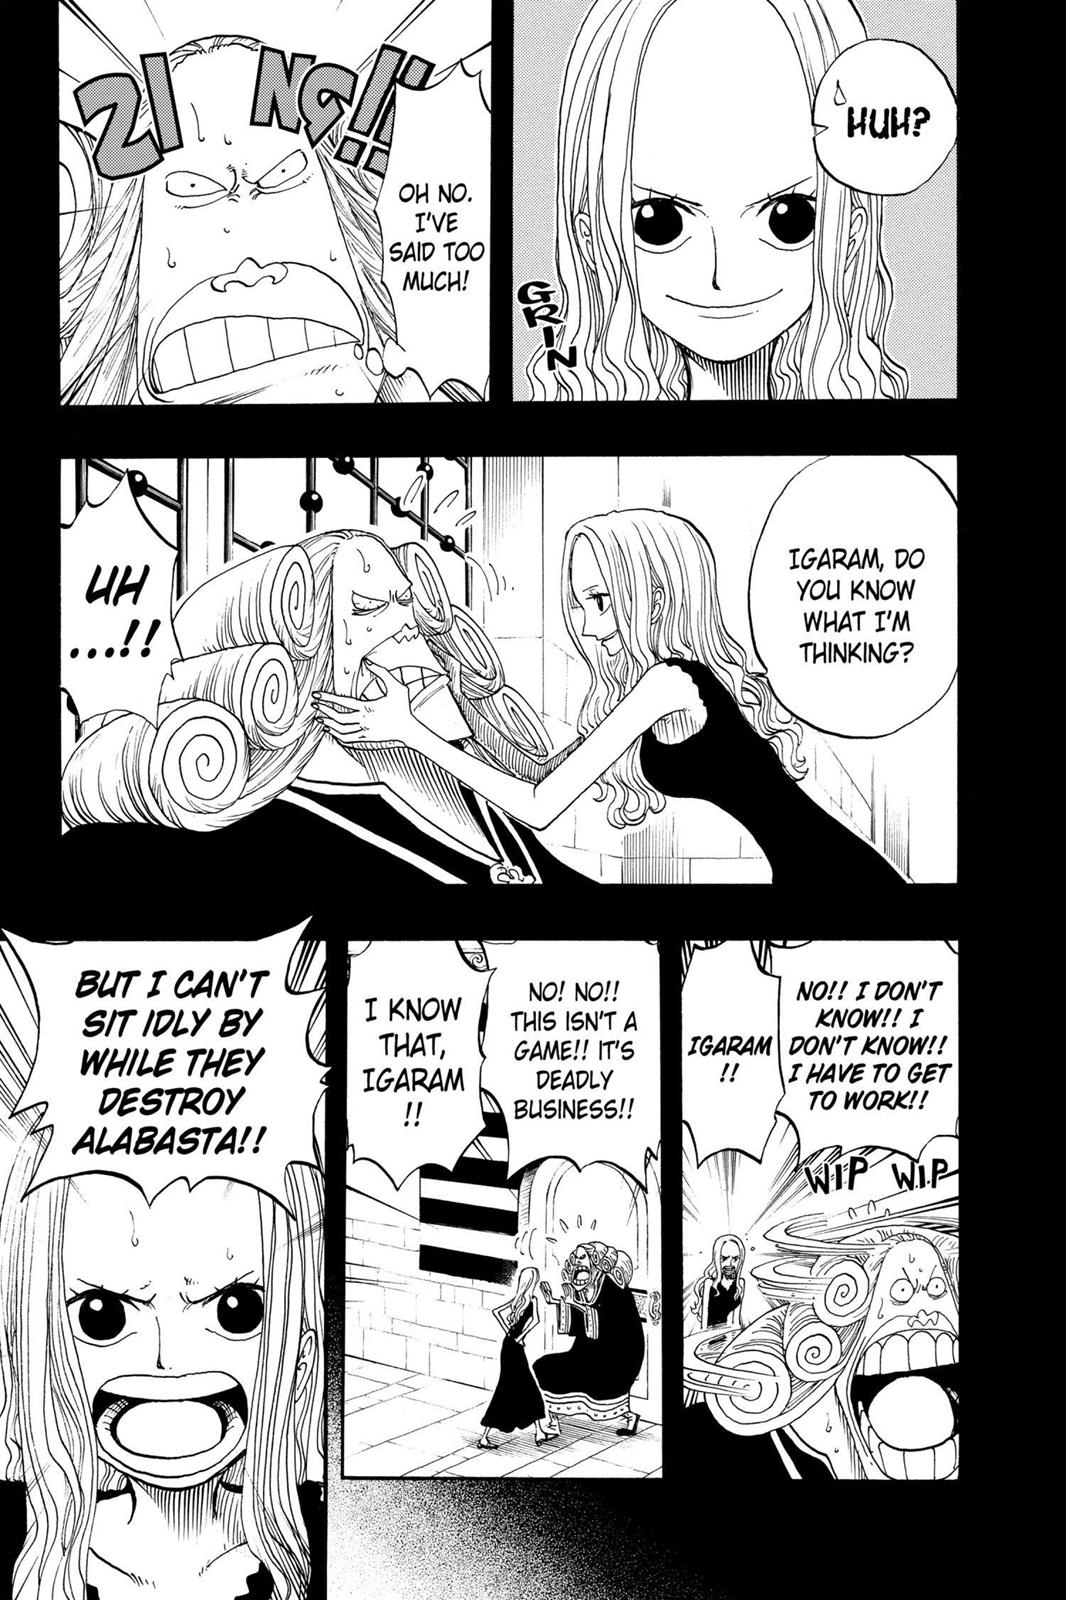 HUH?
GRIN
ZING!!
OH NO.
I'VE
SAID TOO
MUCH!
IGARAM, DO
YOU KNOW
WHAT I'M
THINKING?
UH
...!!
NO!! I DON'T
KNOW!! I
DON'T KNOW!!
I HAVE TO GET
TO WORK!!
IGARAM
!!
WIP WIP
NO! NO!!
THIS ISN'T A
GAME!! IT'S
DEADLY
BUSINESS!!
I KNOW
THAT,
IGARAM
!!
BUT I CAN'T
SIT IDLY BY
WHILE THEY
DESTROY
ALABASTA!!